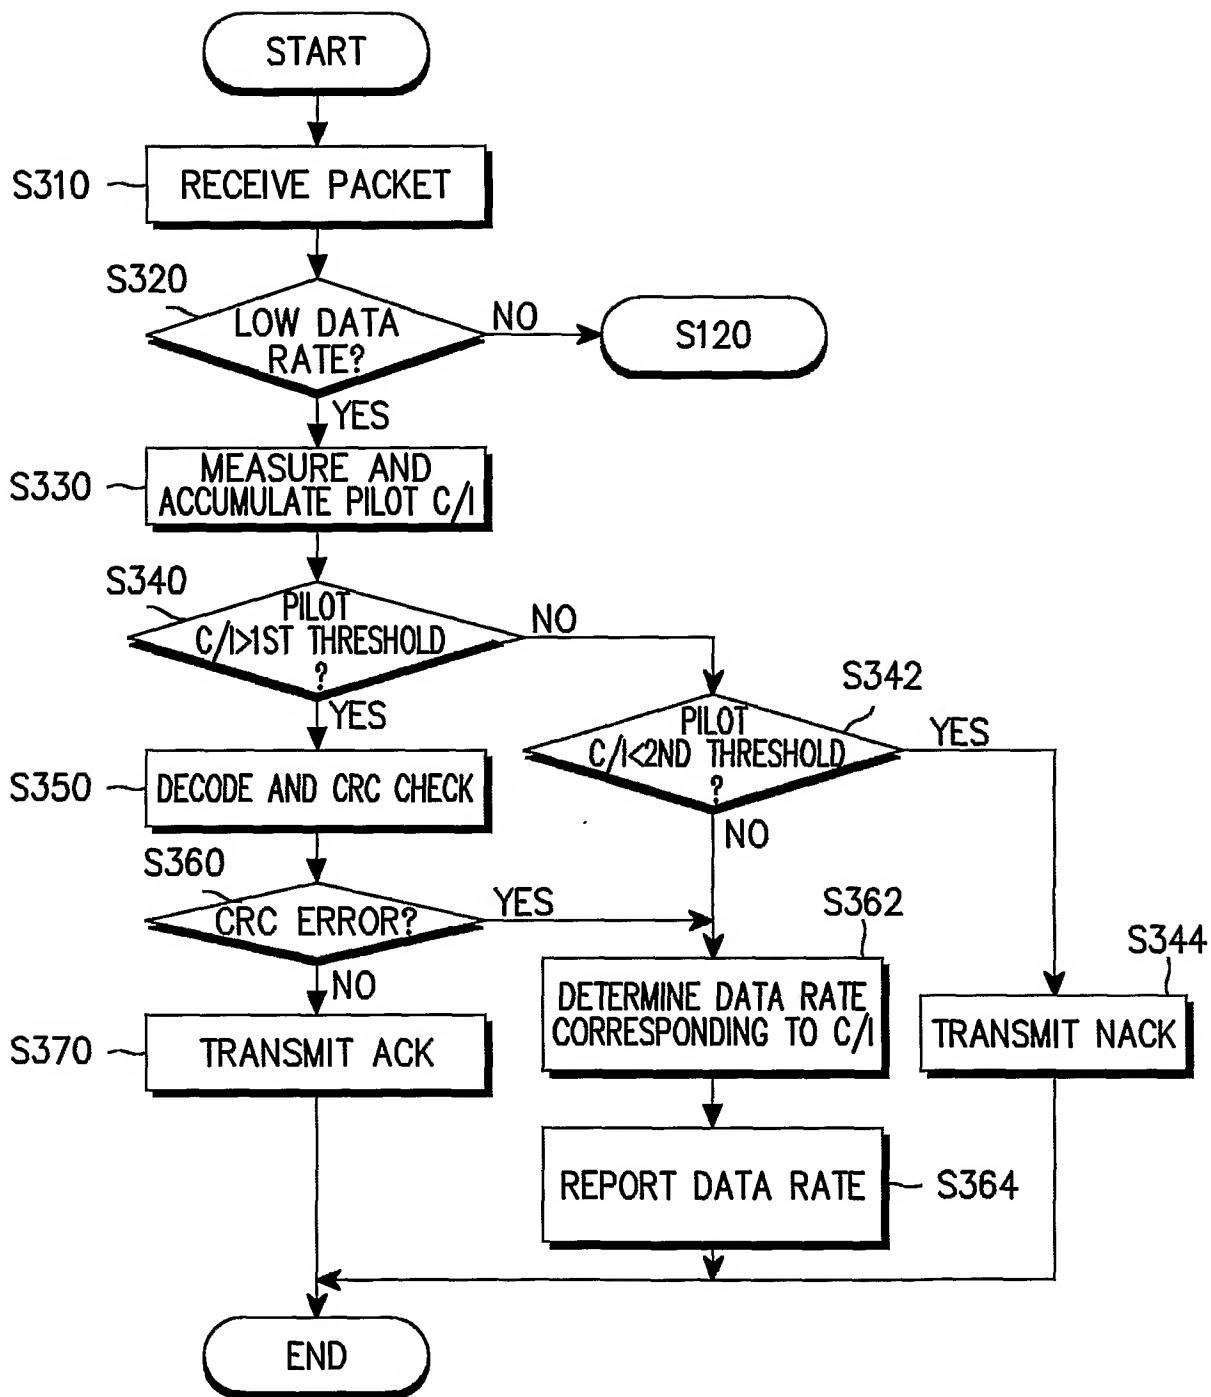 START
S310
RECEIVE PACKET
S320
LOW DATA
RATE?
NO
S120
YES
S330
MEASURE AND
ACCUMULATE PILOT C/I
S340
PILOT
C/I>1ST THRESHOLD
?
NO
YES
S342
PILOT
C/I<2ND THRESHOLD
?
YES
NO
S350
DECODE AND CRC CHECK
S360
CRC ERROR?
YES
NO
S362
DETERMINE DATA RATE
CORRESPONDING TO C/I
S344
TRANSMIT NACK
S370
TRANSMIT ACK
REPORT DATA RATE
S364
END